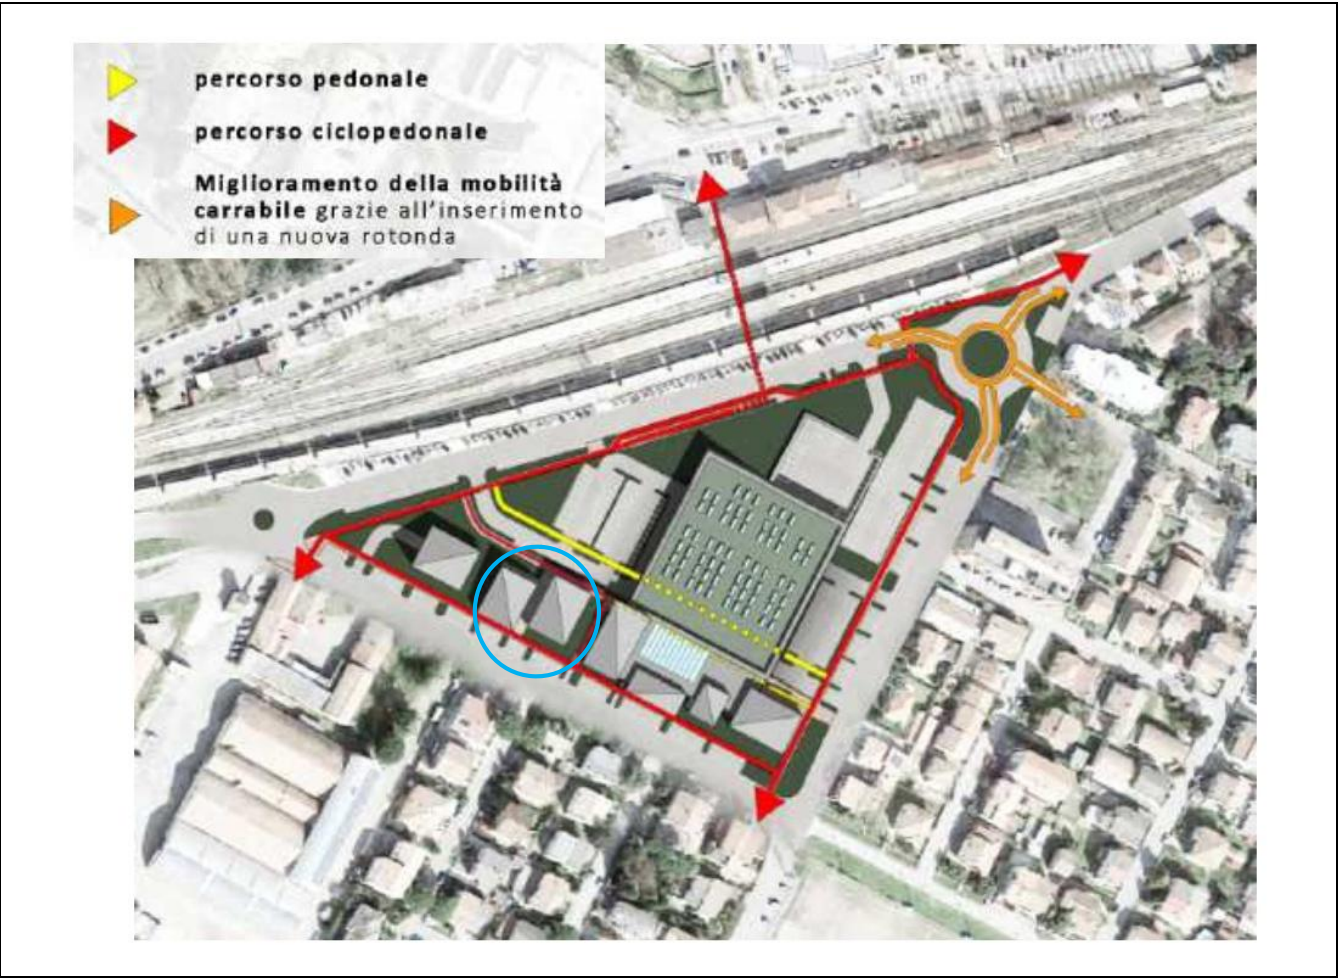 percorso pedonale
percorso ciclopedonale
Miglioramento della mobilità
carrabile grazie all'inserimento
di una nuova rotonda